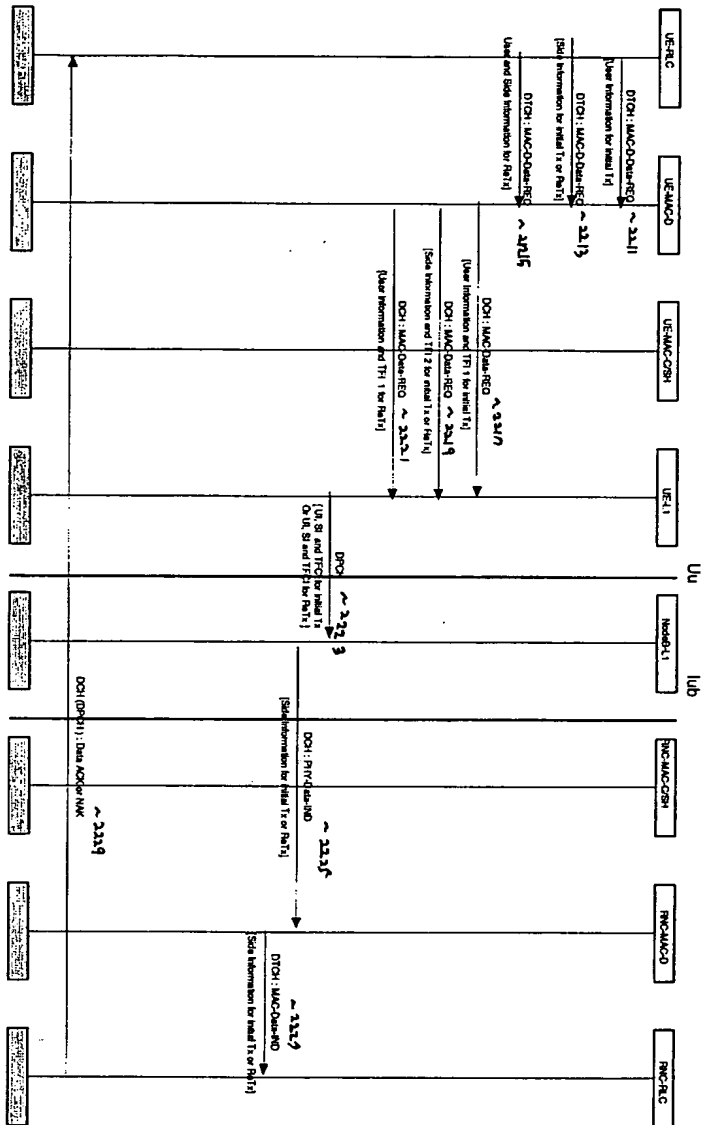 Uu
Iub
UE-RLC
UE-MAC-D
UE-MAC-C/SH
UE-L1
NodeB-L1
RNC-MAC-C/SH
RNC-MAC-D
RNC-RLC
DTCH : MAC-D-Data-REQ ~ 2211
[User Information for Initial Tx]
DTCH : MAC-D-Data-REQ ~ 2213
[Side Information for Initial Tx or ReTx]
DTCH : MAC-D-Data-REQ ~ 2215
User and Side Information for ReTx]
DCH : MAC-Data-REQ ~ 2217
[User Information and TFI 1 for Initial Tx]
DCH : MAC-Data-REQ ~ 2219
[Side Information and TFI 2 for Initial Tx or ReTx]
DCH : MAC-Data-REQ ~ 2221
[User Information and TFI 1 for ReTx]
DPCH ~ 2223
[UI, SI and TFCI for Initial Tx
Or UI, SI and TFCI for ReTx]
DCH : PHY-Data-IND ~ 2225
[Side Information for Initial Tx or ReTx]
DTCH : MAC-Data-IND ~ 2227
[Side Information for Initial Tx or ReTx]
DCH (DPCH) : Data ACK or NAK ~ 2229